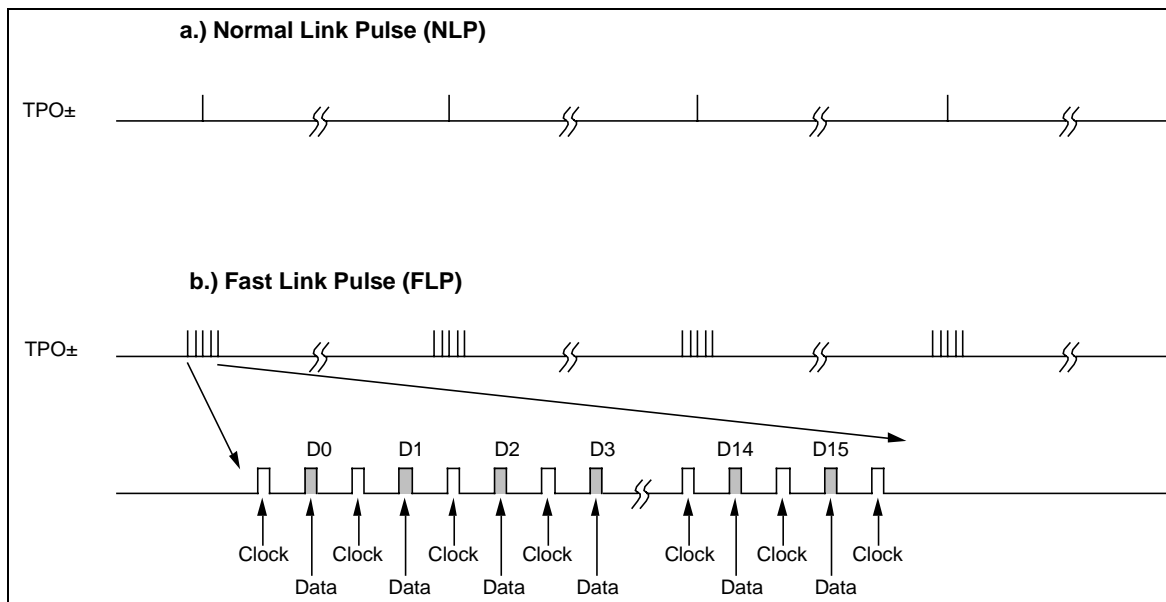 a.) Normal Link Pulse (NLP)
TPO±
b.) Fast Link Pulse (FLP)
TPO±
D0 D1 D2 D3 D14 D15
Clock Clock Clock Clock Clock Clock Clock
Data Data Data Data Data Data